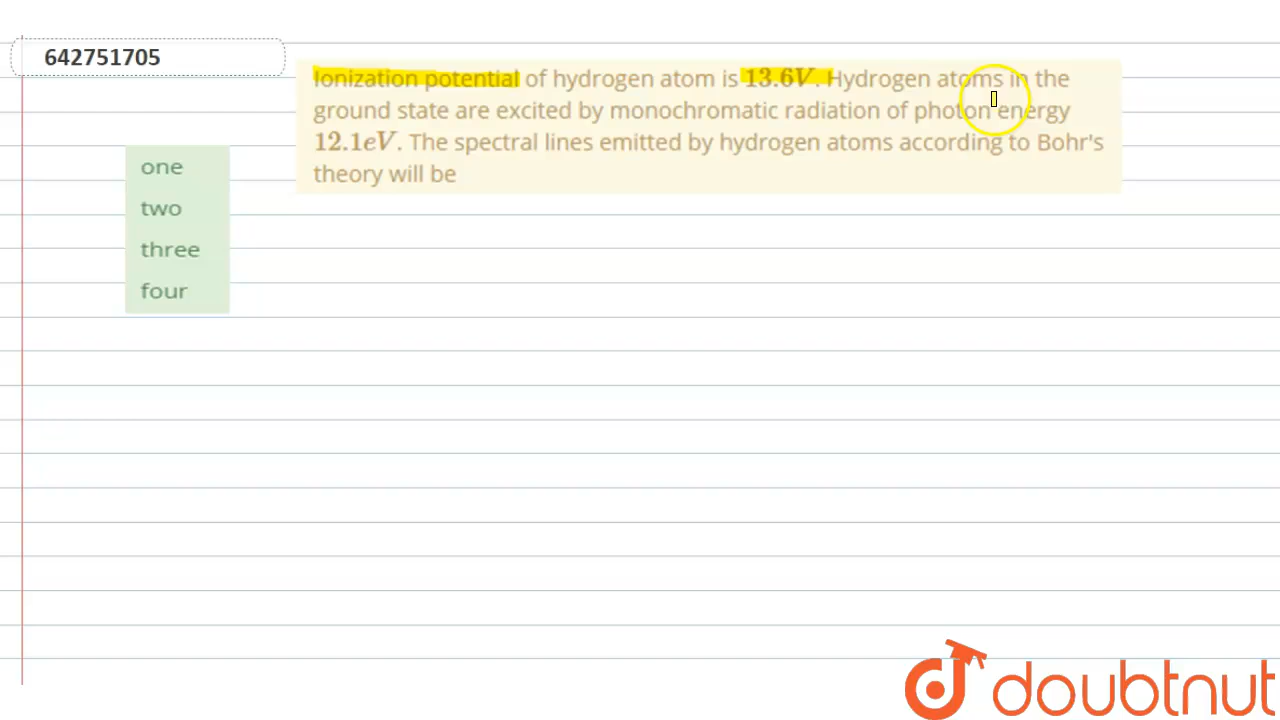 642751705
Ionization potential of hydrogen atom is 13.6V. Hydrogen atoms in the
ground state are excited by monochromatic radiation of photon energy
12.1eV. The spectral lines emitted by hydrogen atoms according to Bohr's
theory will be
one
two
three
four
doubtnut